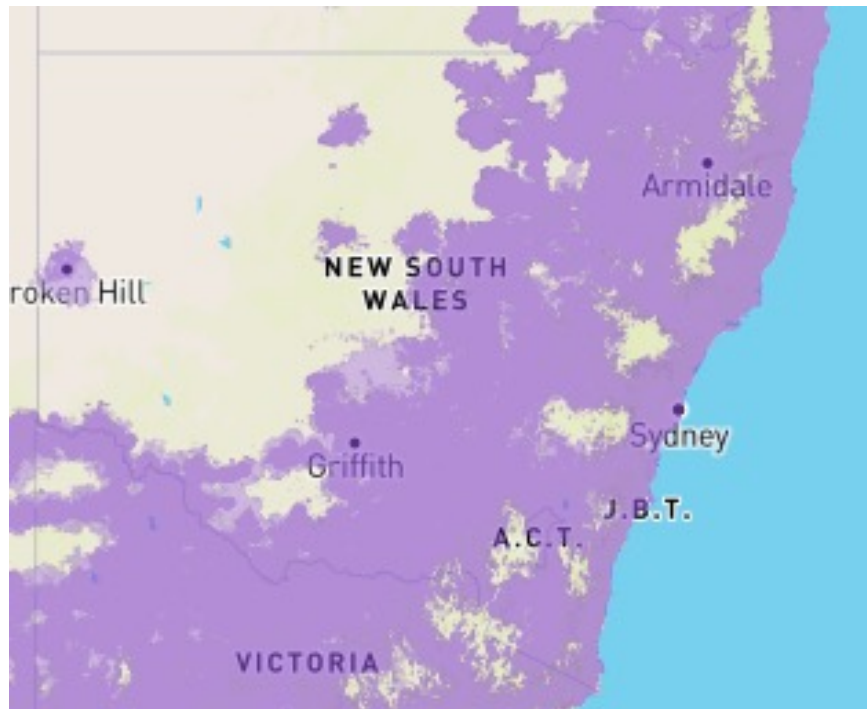 Armidale
NEW SOUTH
WALES
roken Hill
Sydney
Griffith
J.B.T.
A.C.T.
VICTORIA